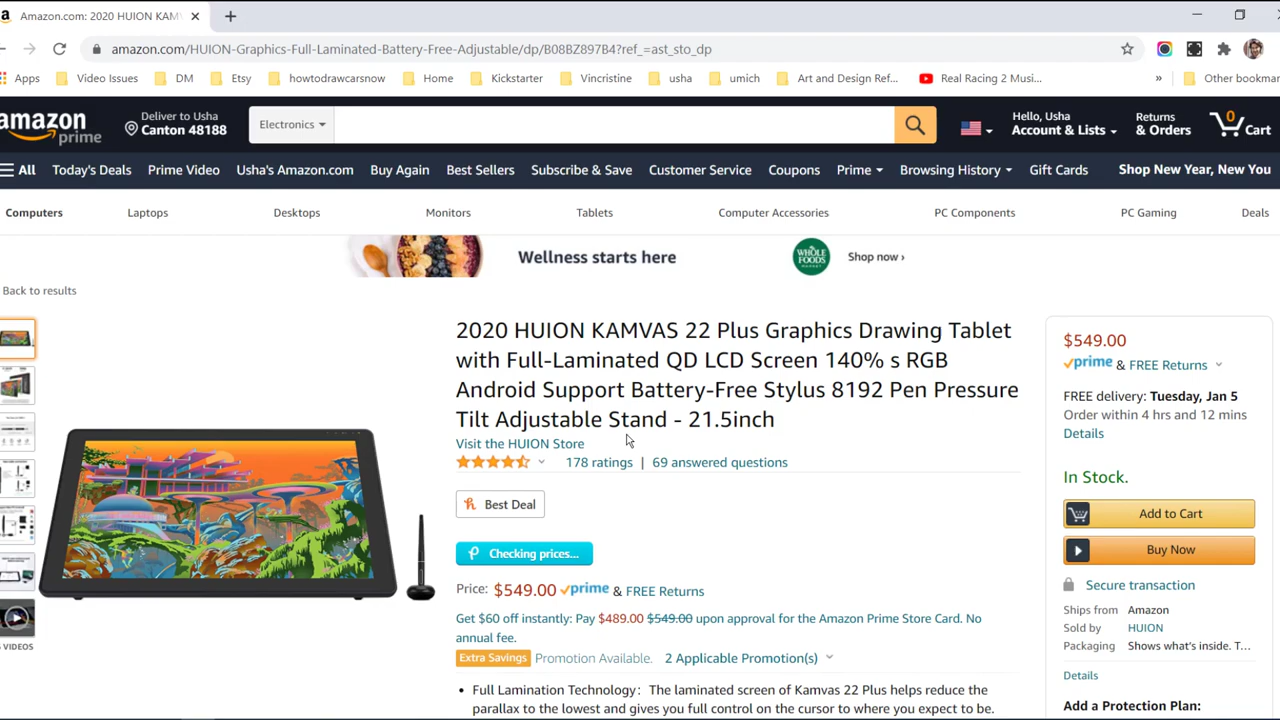 Amazon.com: 2020 HUION KAM
amazon.com/HUION-Graphics-Full-Laminated-Battery-Free-Adjustable/dp/B08BZ897B4?ref_=ast_sto_dp
Apps Video Issues DM Etsy howtodrawcarsnow Home Kickstarter Vincristine usha umich Art and Design Ref... Real Racing 2 Musi... » Other bookmar
amazon prime
Deliver to Usha
Canton 48188
Electronics
Hello, Usha
Account & Lists
Returns
& Orders
0
Cart
All Today's Deals Prime Video Usha's Amazon.com Buy Again Best Sellers Subscribe & Save Customer Service Coupons Prime Browsing History Gift Cards Shop New Year, New You
Computers Laptops Desktops Monitors Tablets Computer Accessories PC Components PC Gaming Deals
Wellness starts here
WHOLE FOODS MARKET
Shop now ›
Back to results
2020 HUION KAMVAS 22 Plus Graphics Drawing Tablet
with Full-Laminated QD LCD Screen 140% s RGB
Android Support Battery-Free Stylus 8192 Pen Pressure
Tilt Adjustable Stand - 21.5inch
Visit the HUION Store
178 ratings | 69 answered questions
Best Deal
Checking prices...
Price: $549.00 prime & FREE Returns
Get $60 off instantly: Pay $489.00 $549.00 upon approval for the Amazon Prime Store Card. No
annual fee.
Extra Savings Promotion Available. 2 Applicable Promotion(s)
• Full Lamination Technology: The laminated screen of Kamvas 22 Plus helps reduce the
parallax to the lowest and gives you full control on the cursor to where you expect to be.
VIDEOS
$549.00
prime & FREE Returns
FREE delivery: Tuesday, Jan 5
Order within 4 hrs and 12 mins
Details
In Stock.
Add to Cart
Buy Now
Secure transaction
Ships from Amazon
Sold by HUION
Packaging Shows what's inside. T...
Details
Add a Protection Plan: